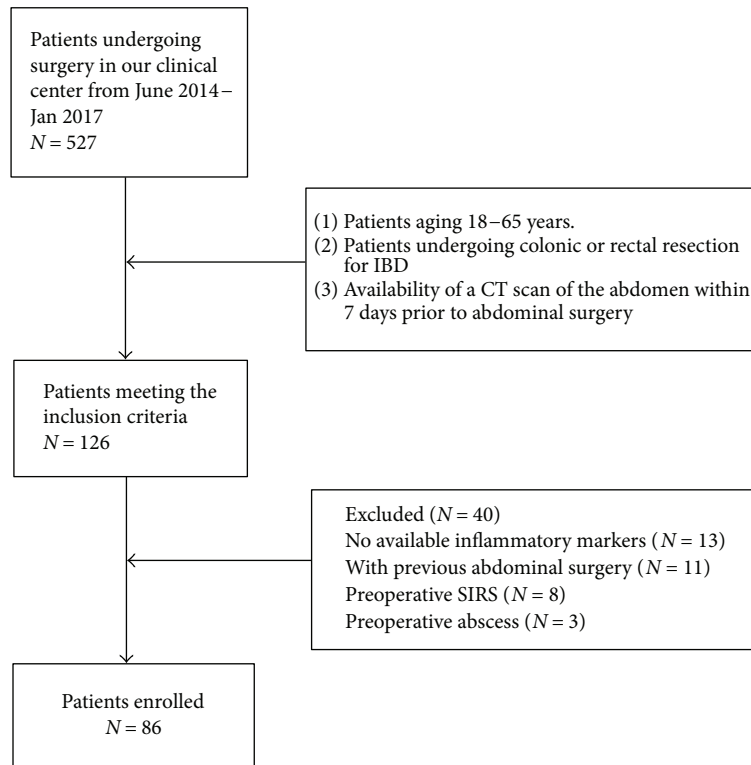 Patients undergoing
surgery in our clinical
center from June 2014–
Jan 2017
N = 527
(1) Patients aging 18–65 years.
(2) Patients undergoing colonic or rectal resection
for IBD
(3) Availability of a CT scan of the abdomen within
7 days prior to abdominal surgery
Patients meeting the
inclusion criteria
N = 126
Excluded (N = 40)
No available inflammatory markers (N = 13)
With previous abdominal surgery (N = 11)
Preoperative SIRS (N = 8)
Preoperative abscess (N = 3)
Patients enrolled
N = 86